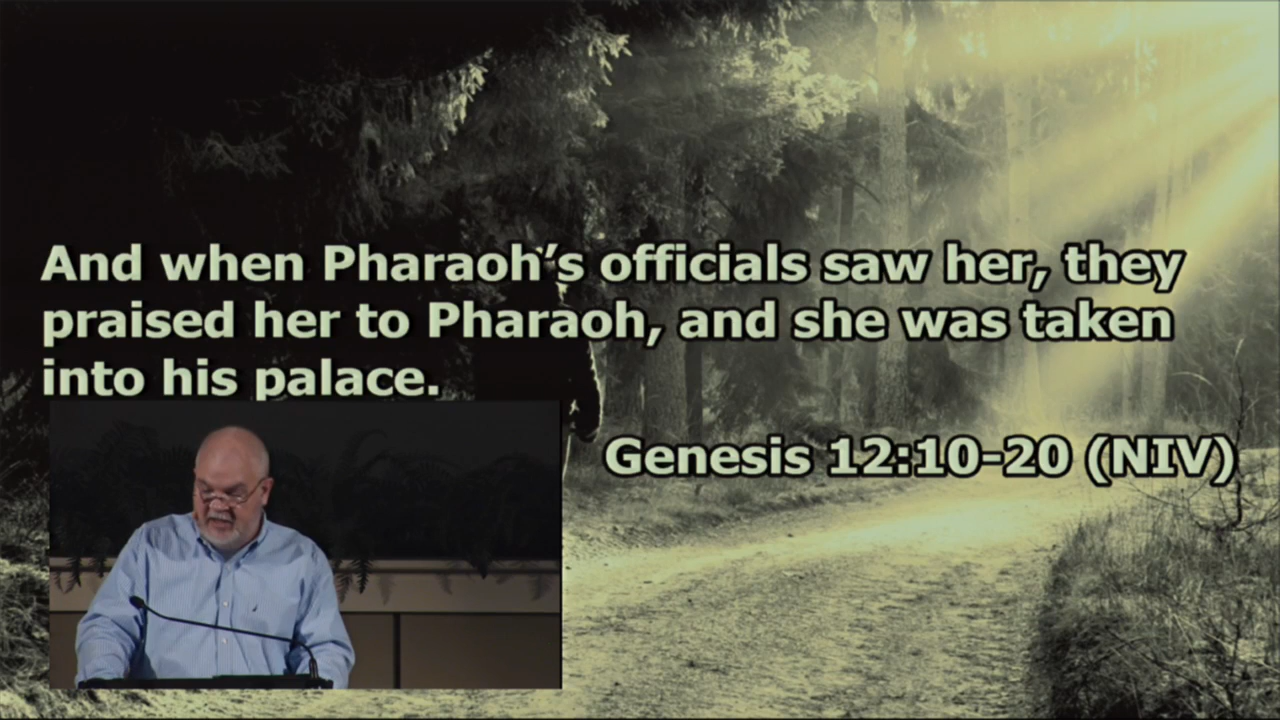 And when Pharaoh’s officials saw her, they
praised her to Pharaoh, and she was taken
into his palace.
Genesis 12:10-20 (NIV)